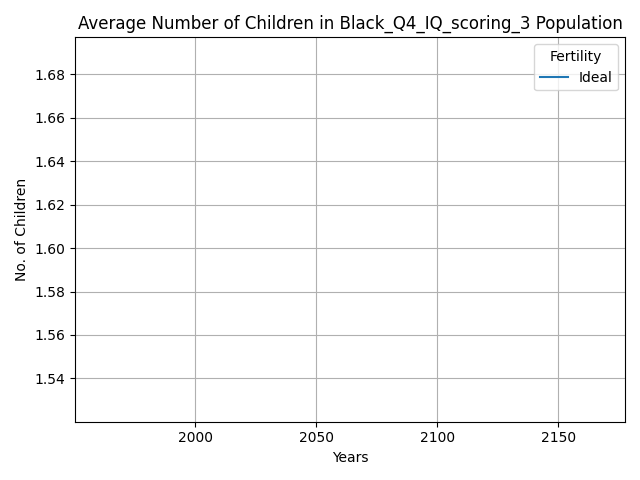 Average Number of Children in Black_Q4_IQ_scoring_3 Population
Fertility
Ideal
No. of Children
1.68
1.66
1.64
1.62
1.60
1.58
1.56
1.54
2000 2050 2100 2150
Years